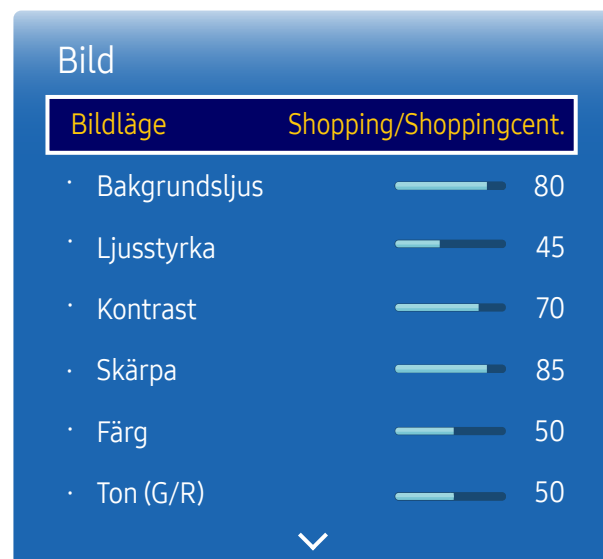 Bild
Bildläge Shopping/Shoppingcent.
· Bakgrundsljus 80
· Ljusstyrka 45
· Kontrast 70
· Skärpa 85
· Färg 50
· Ton (G/R) 50